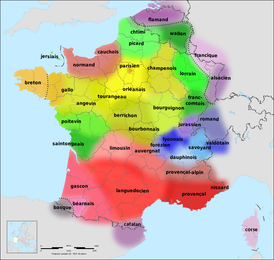 flamand
chtimi
picard
wallon
jersiais
cauchois
normand
francique
parisien
champenois
lorrain
alsacien
breton
gallo
orléanais
tourangeau
angevin
franc-
comtois
berrichon
bourguignon
poitevin
bourbonnais
romand
jurassien
saintongeais
limousin
lyonnais
forézien
auvergnat
valdôtain
savoyard
dauphinois
provençal-alpin
gascon
languedocien
provençal
nissard
basque
béarnais
catalan
corse